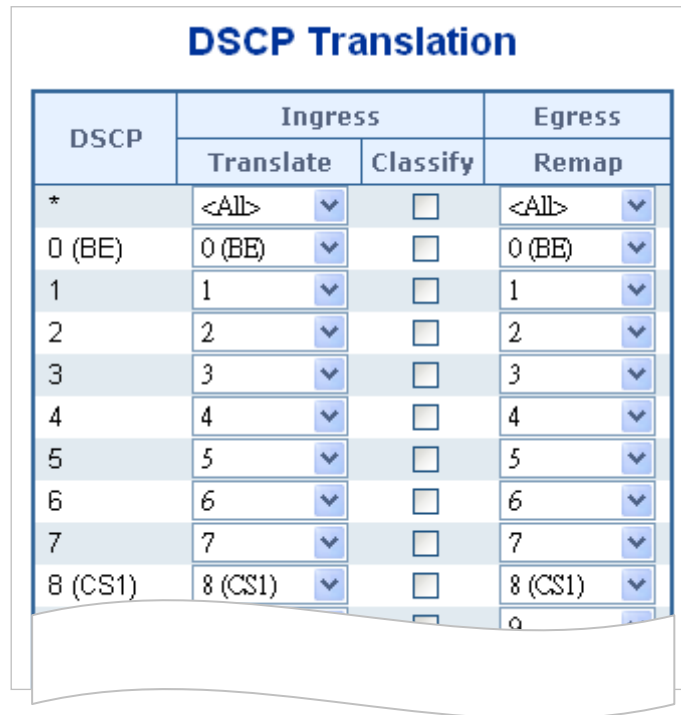 DSCP Translation
DSCP Ingress Egress
Translate Classify Remap
* <All> <All>
0 (BE) 0 (BE) 0 (BE)
1 1 1
2 2 2
3 3 3
4 4 4
5 5 5
6 6 6
7 7 7
8 (CS1) 8 (CS1) 8 (CS1)
9